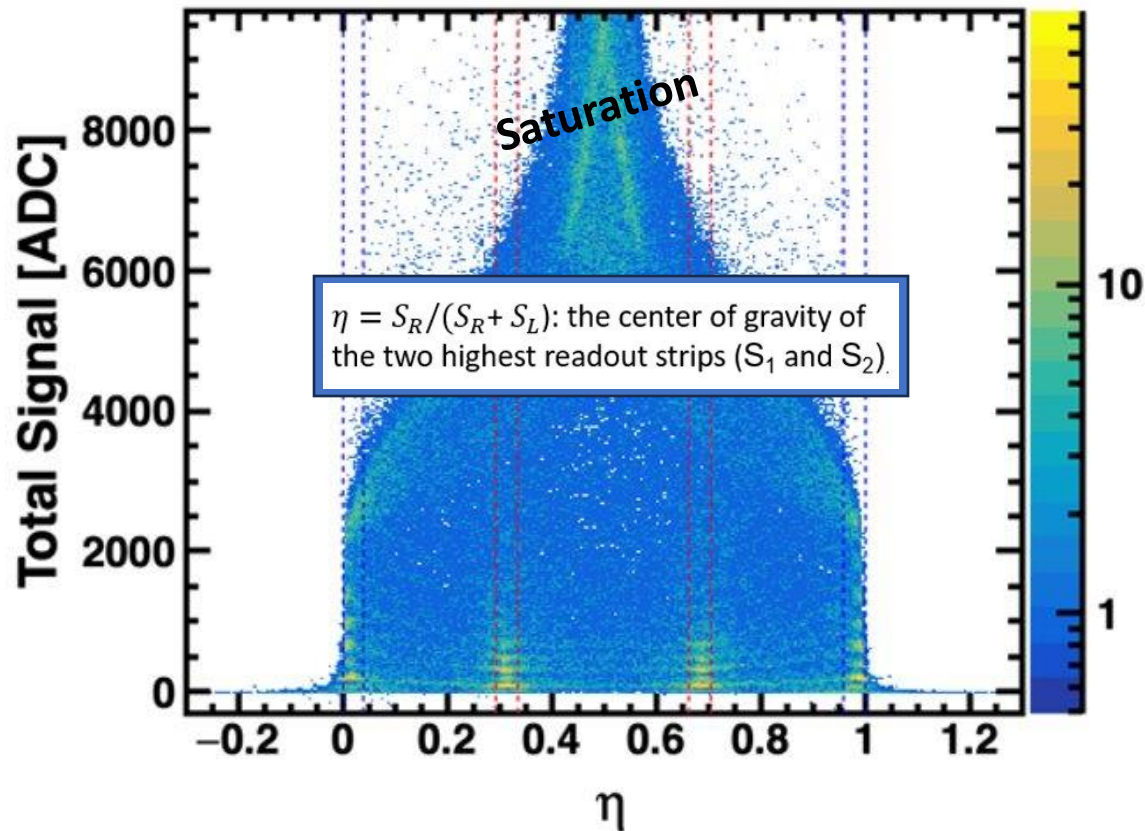 Saturation
Total Signal [ADC]
8000
6000
4000
2000
0
η = S_R/(S_R+ S_L): the center of gravity of
the two highest readout strips (S₁ and S₂).
10
1
−0.2 0 0.2 0.4 0.6 0.8 1 1.2
η